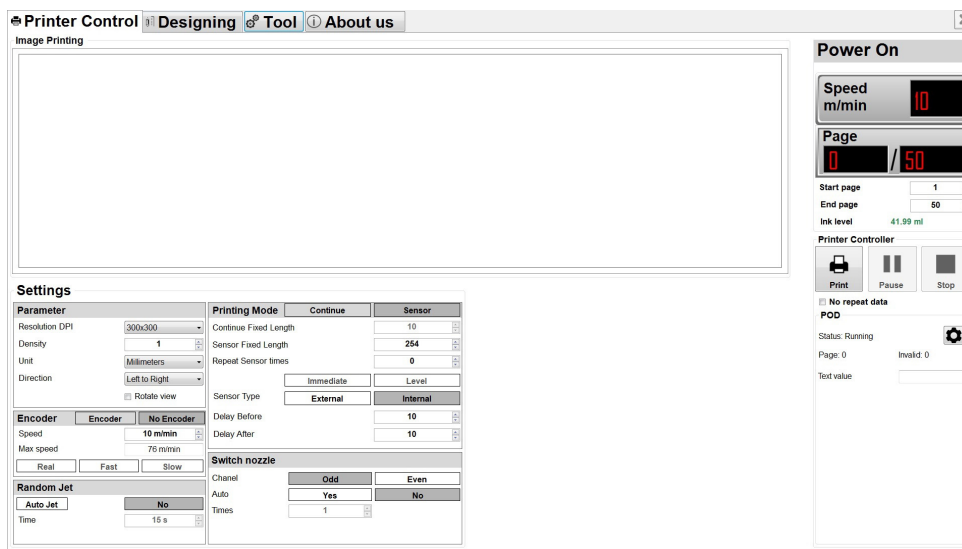 Printer Control Designing Tool About us
Image Printing
Power On
Speed
m/min
10
Page
0 / 50
Start page 1
End page 50
Ink level 41.99 ml
Printer Controller
Print Pause Stop
No repeat data
POD
Status: Running
Page: 0 Invalid: 0
Text value
Settings
Parameter
Resolution DPI 300x300
Density 1
Unit Millimeters
Direction Left to Right
Rotate view
Encoder Encoder No Encoder
Speed 10 m/min
Max speed 76 m/min
Real Fast Slow
Random Jet
Auto Jet No
Time 15 s
Printing Mode Continue Sensor
Continue Fixed Length 10
Sensor Fixed Length 254
Repeat Sensor times 0
Immediate Level
Sensor Type External Internal
Delay Before 10
Delay After 10
Switch nozzle
Chanel Odd Even
Auto Yes No
Times 1